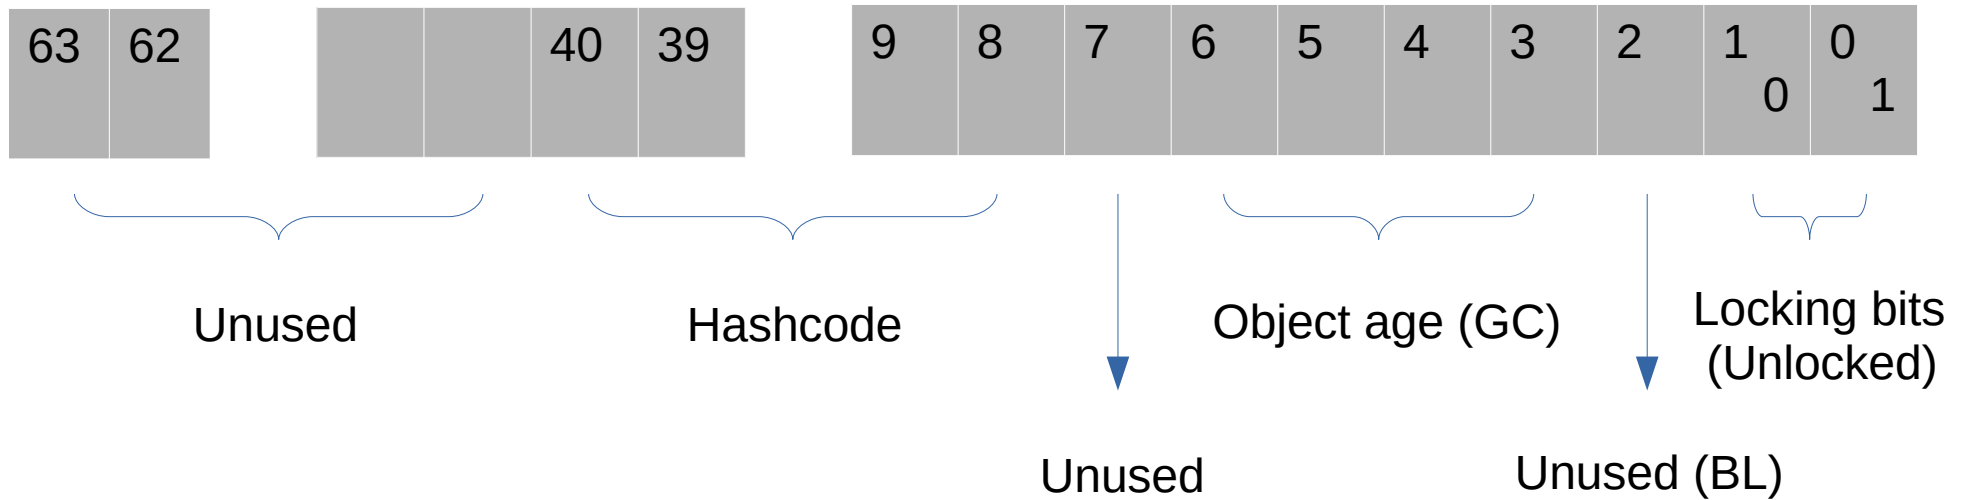 63 62 40 39 9 8 7 6 5 4 3 2 1 0
0 1
Unused Hashcode Object age (GC) Locking bits
(Unlocked)
Unused Unused (BL)